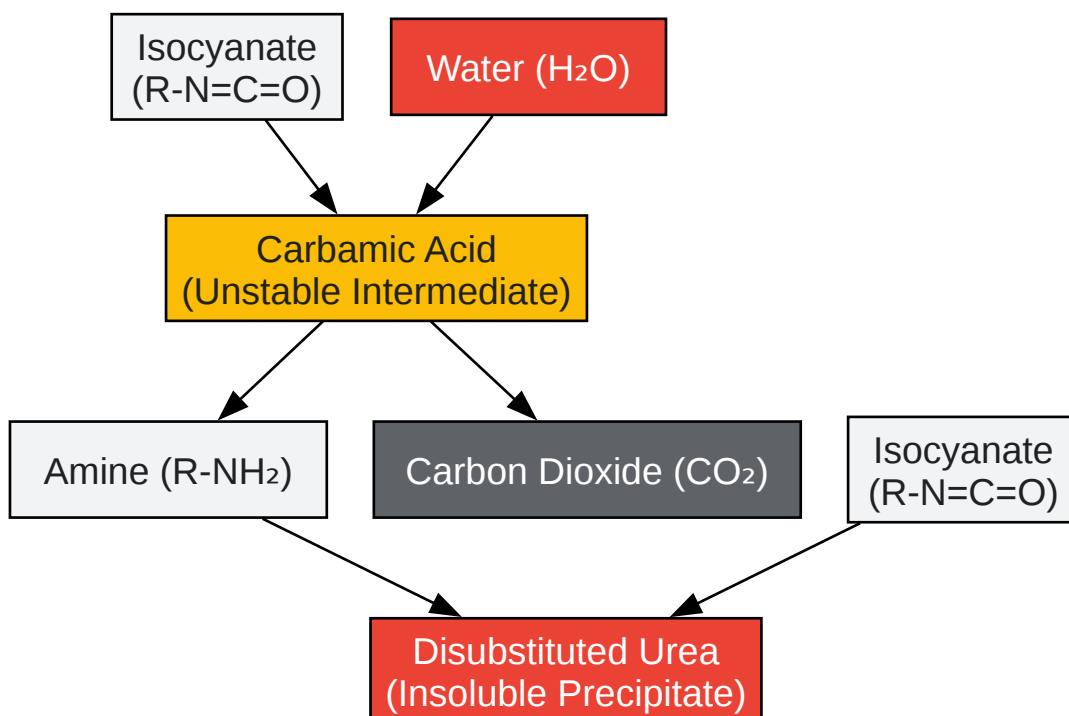 Isocyanate
(R-N=C=O)
Water (H₂O)
Carbamic Acid
(Unstable Intermediate)
Amine (R-NH₂)
Carbon Dioxide (CO₂)
Isocyanate
(R-N=C=O)
Disubstituted Urea
(Insoluble Precipitate)